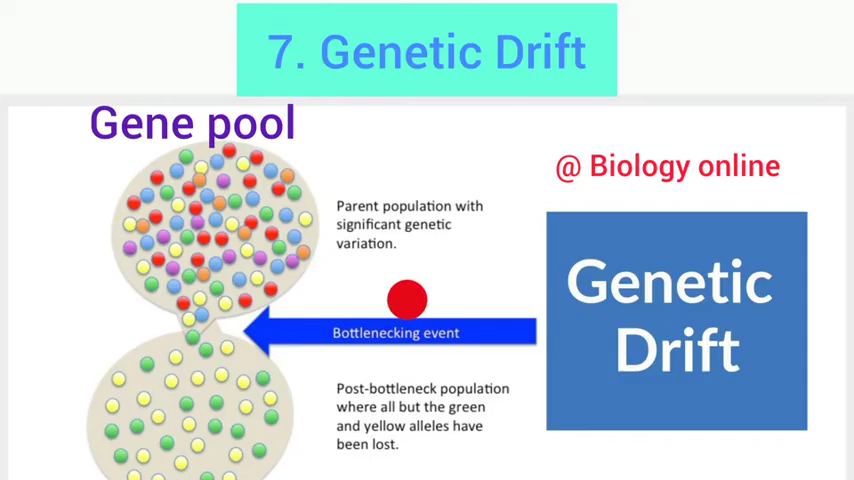 7. Genetic Drift
Gene pool
@ Biology online
Parent population with
significant genetic
variation.
Genetic
Drift
Bottlenecking event
Post-bottleneck population
where all but the green
and yellow alleles have
been lost.